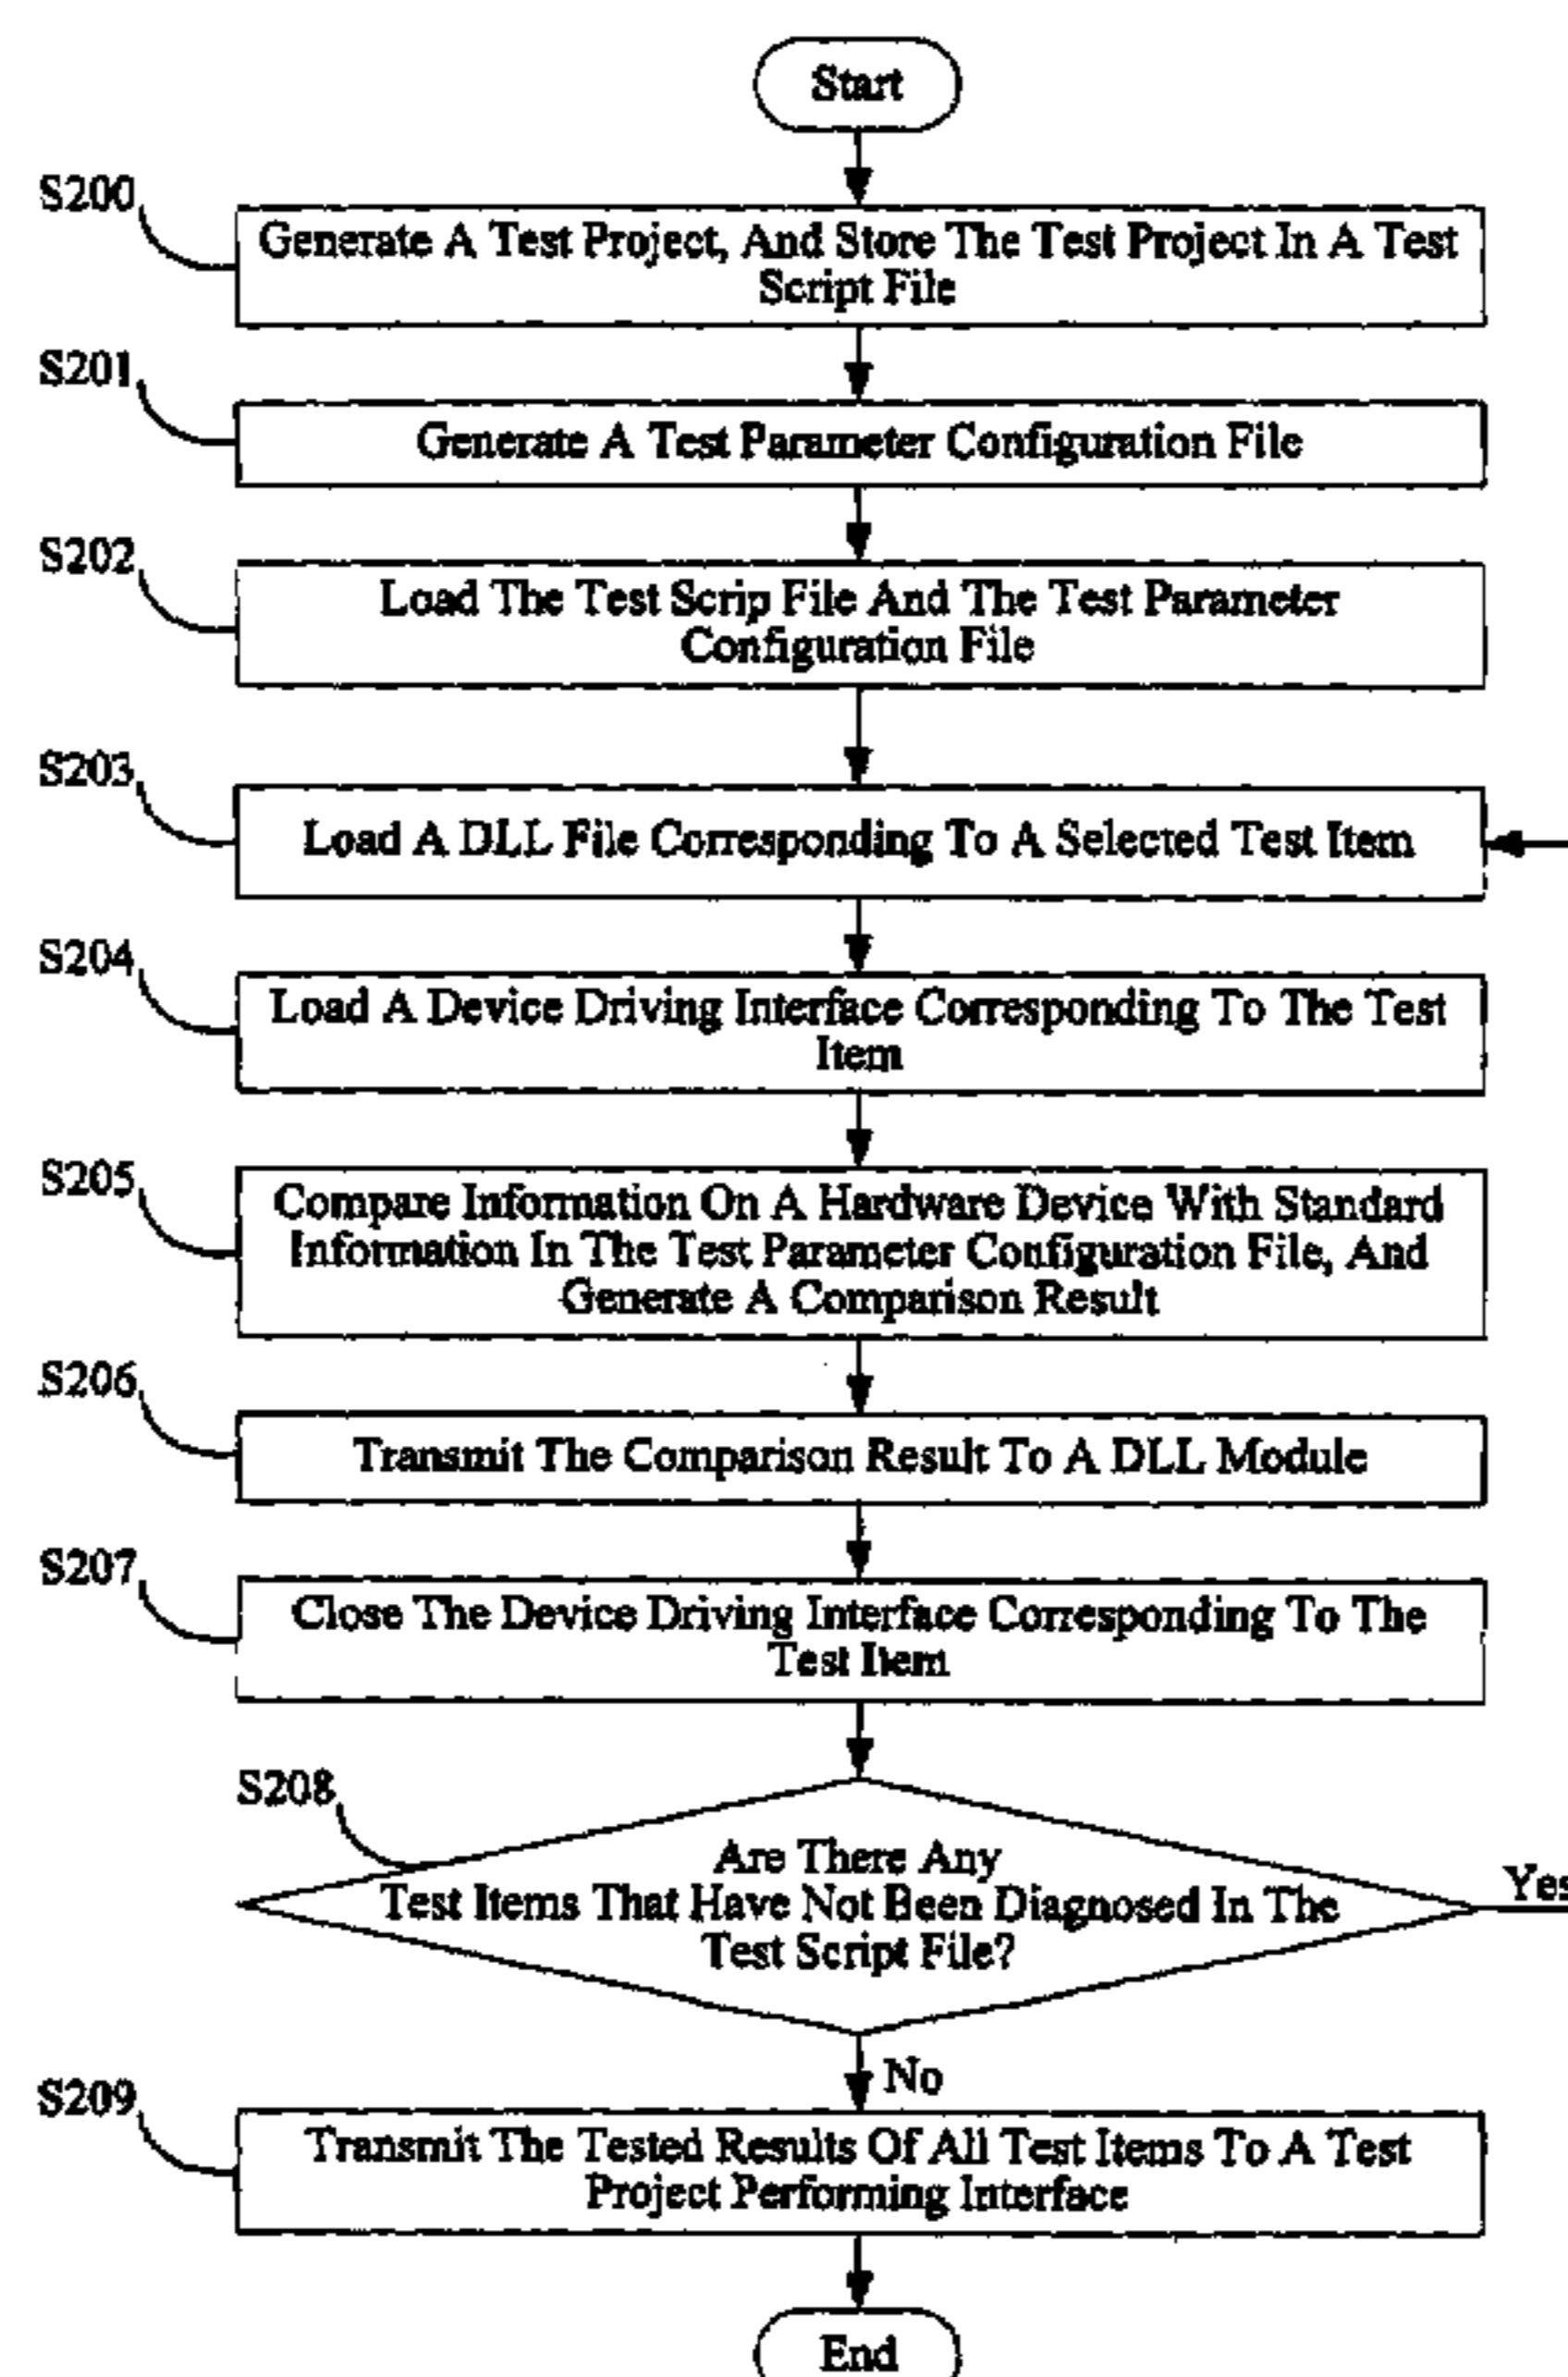 Start
S200
Generate A Test Project, And Store The Test Project In A Test
Script File
S201
Generate A Test Parameter Configuration File
S202
Load The Test Scrip File And The Test Parameter
Configuration File
S203
Load A DLL File Corresponding To A Selected Test Item
S204
Load A Device Driving Interface Corresponding To The Test
Item
S205
Compare Information On A Hardware Device With Standard
Information In The Test Parameter Configuration File, And
Generate A Comparison Result
S206
Transmit The Comparison Result To A DLL Module
S207
Close The Device Driving Interface Corresponding To The
Test Item
S208
Are There Any
Test Items That Have Not Been Diagnosed In The
Test Script File?
Yes
No
S209
Transmit The Tested Results Of All Test Items To A Test
Project Performing Interface
End